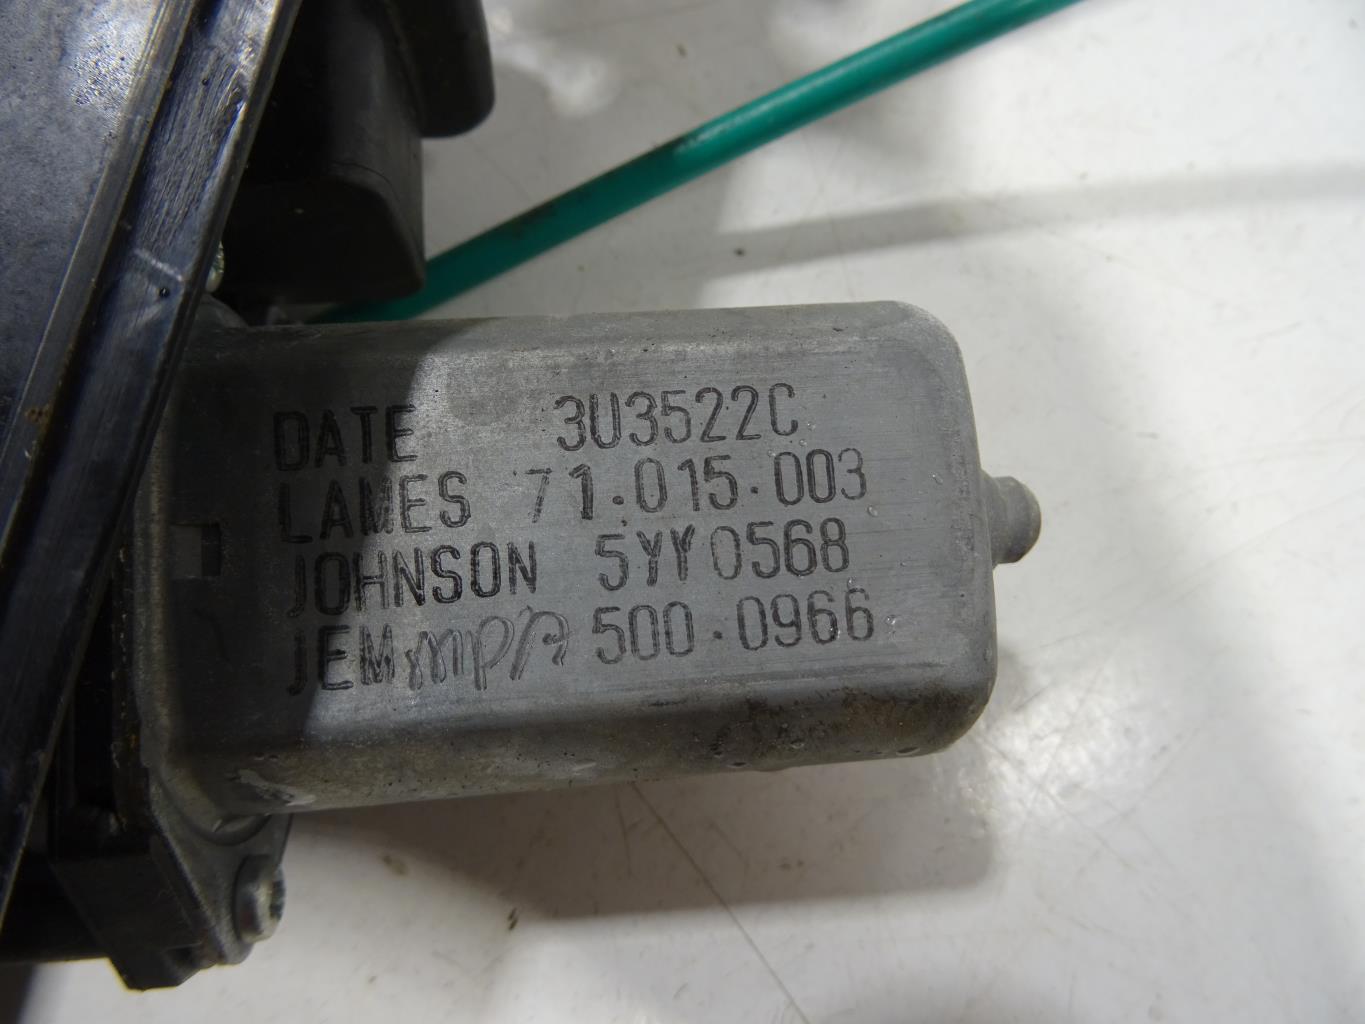 DATE 3U3522C
LAMES 71.015.003
JOHNSON 5YY0568
JEM 500.0966